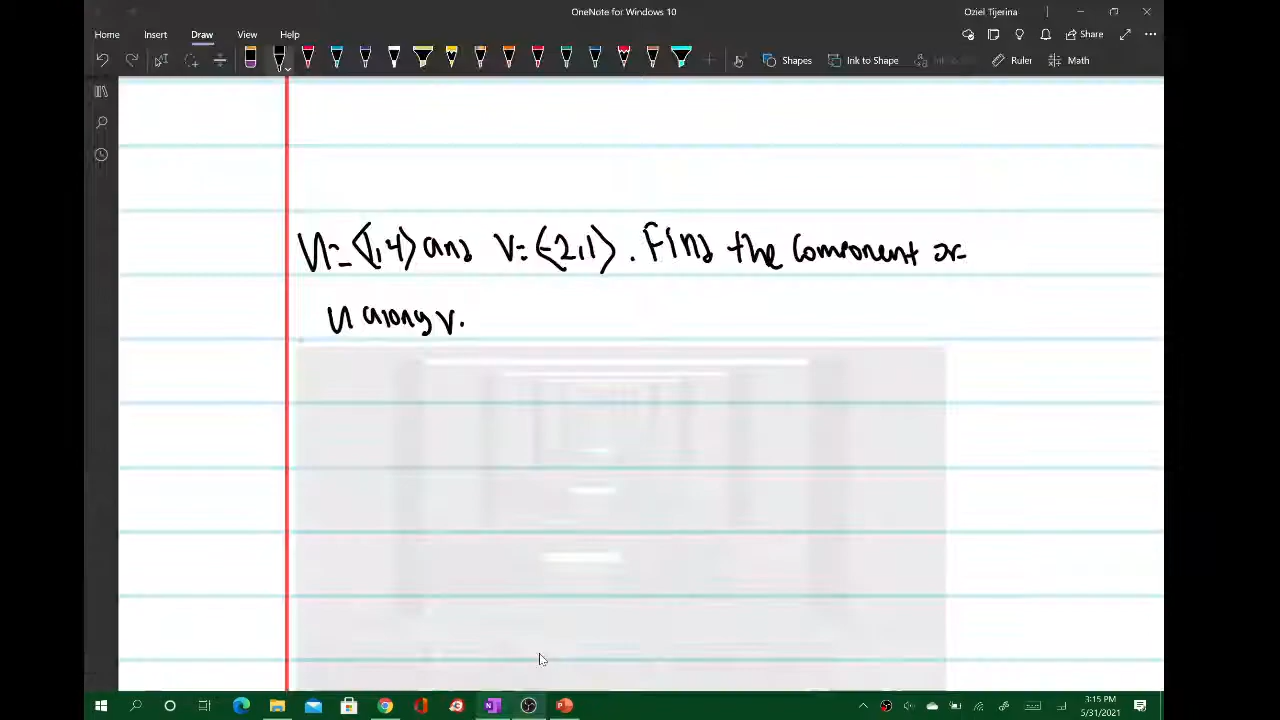 OneNote for Windows 10
Oziel Tijerina
Home Insert Draw View Help
Share
Shapes Ink to Shape Ruler Math
u=⟨1,4⟩ and v=⟨-2,1⟩. Find the component of
u along v.
3:15 PM
5/31/2021